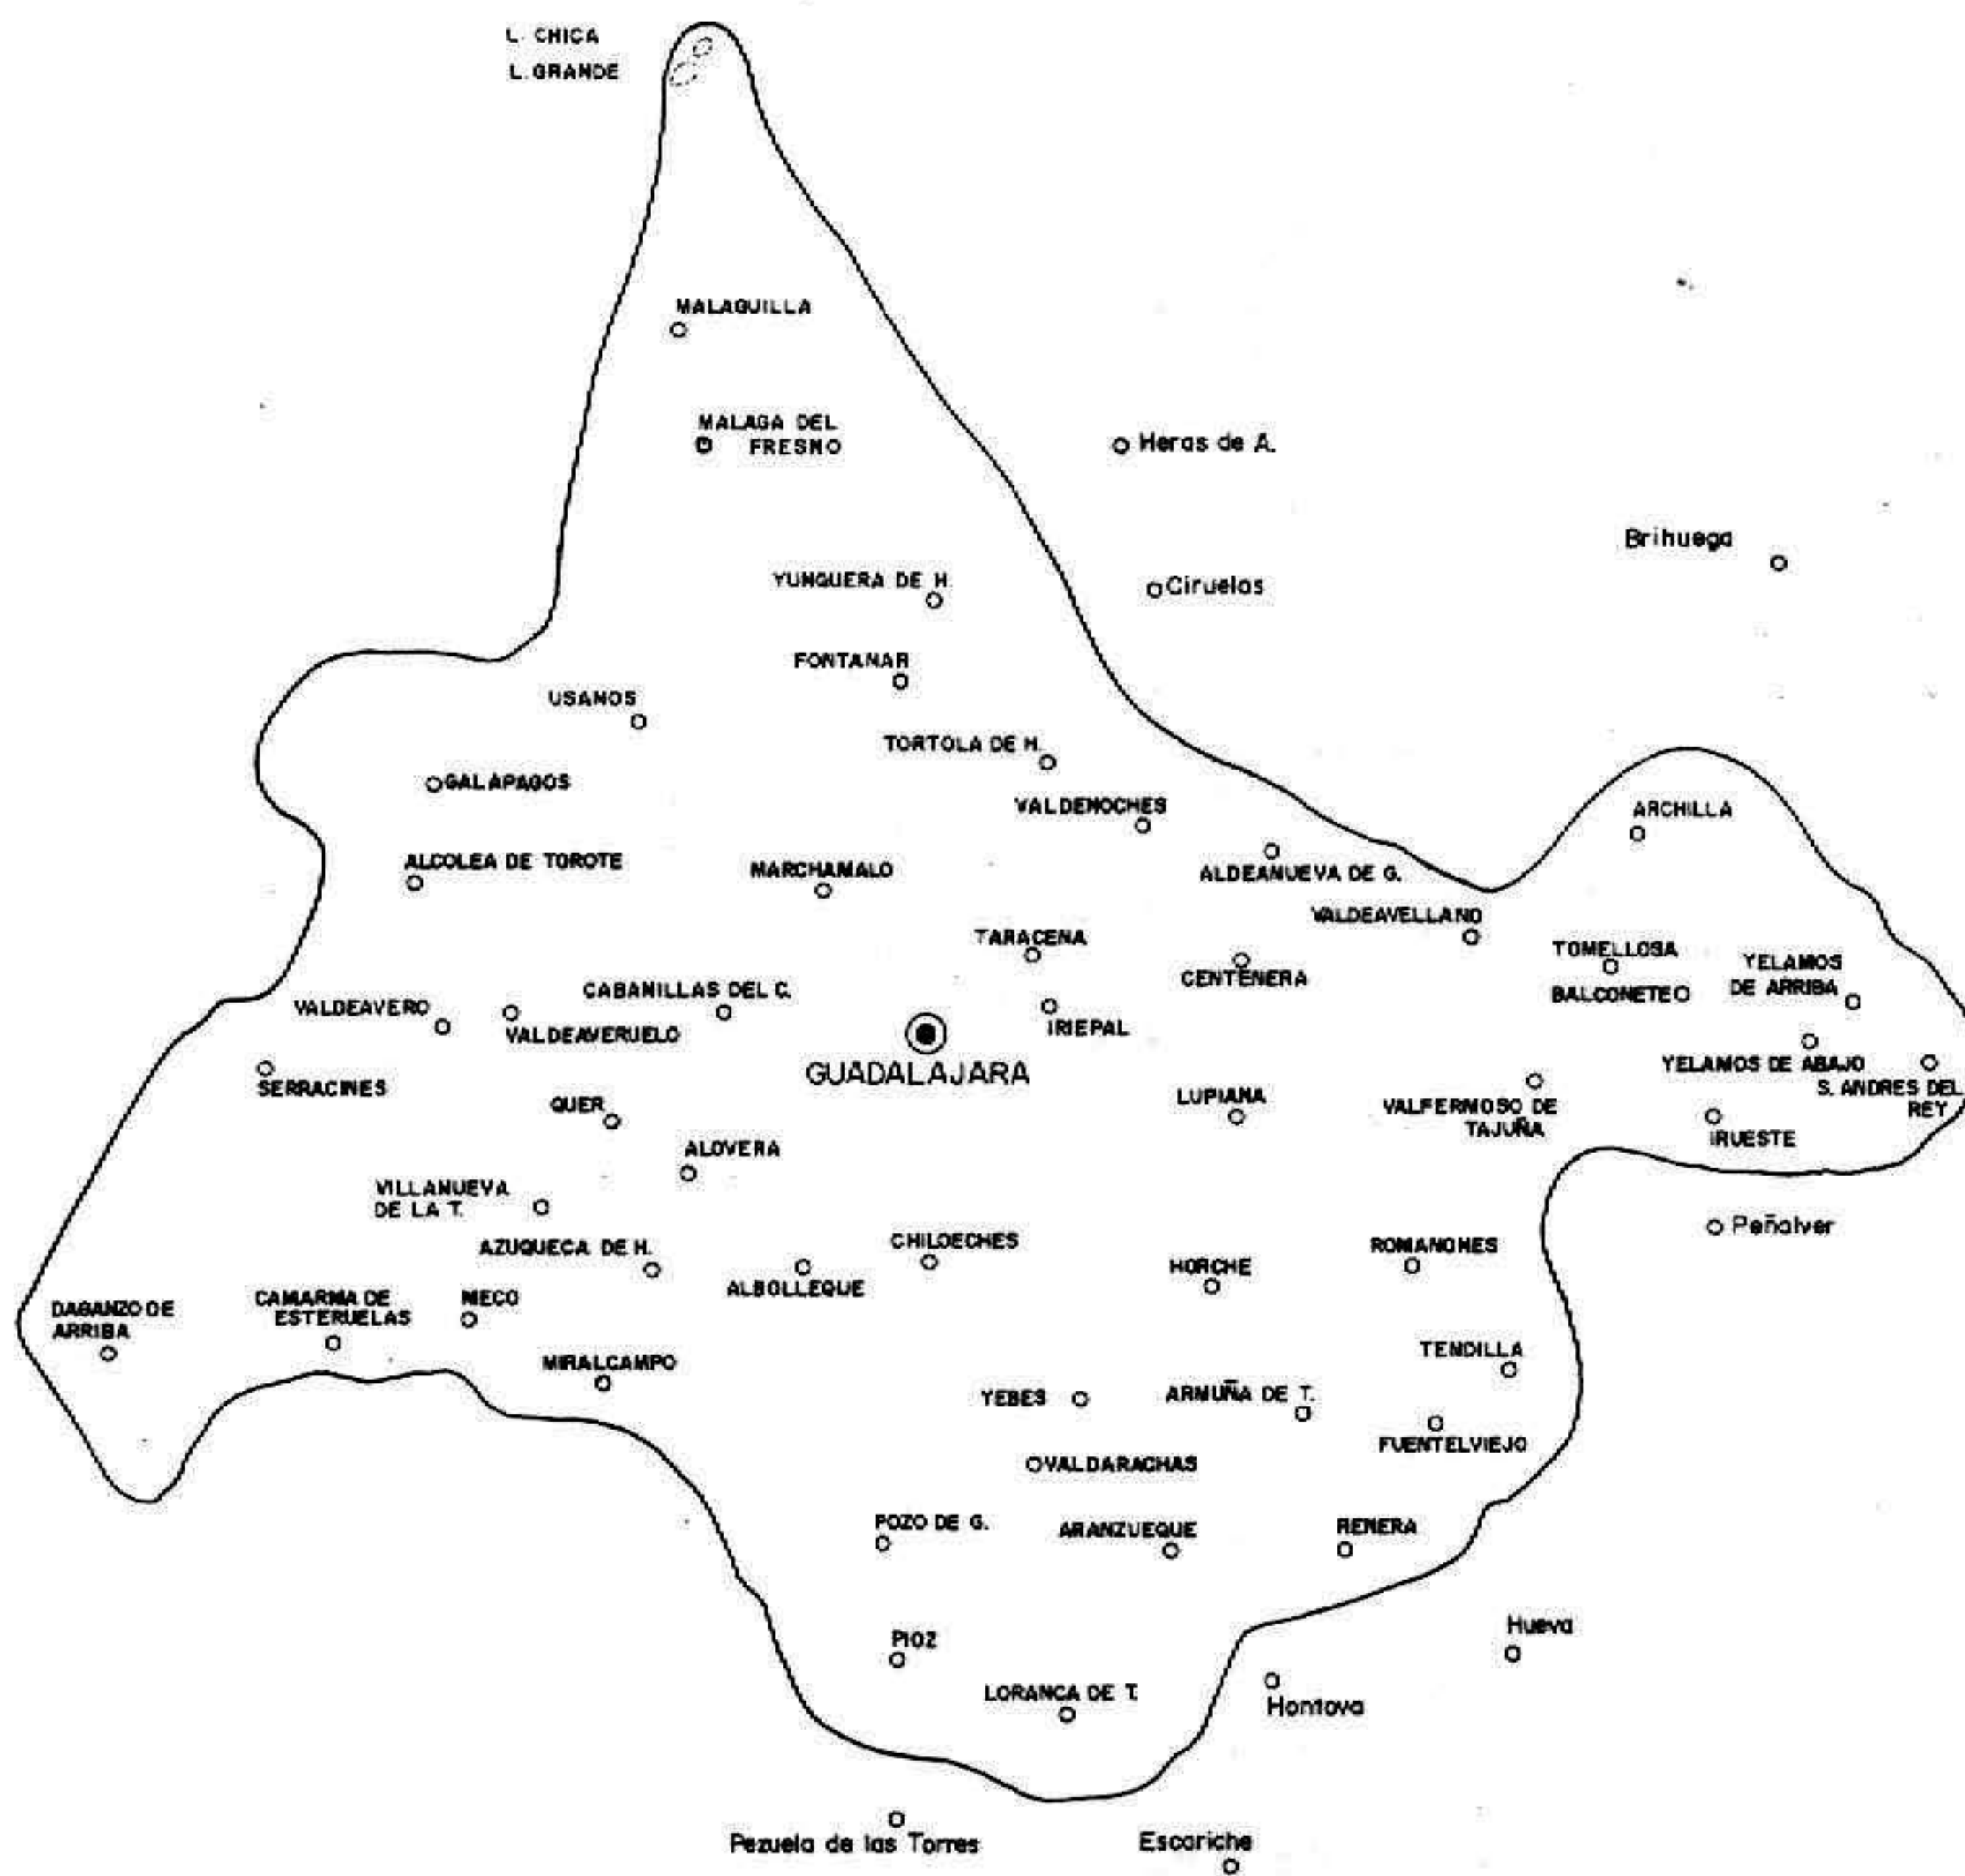 L. CHICA
L. GRANDE
MALAGUILLA
MALAGA DEL
FRESNO
Heras de A.
Brihuega
YUNQUERA DE H.
Ciruelas
FONTANAR
USANOS
TORTOLA DE H.
GALAPAGOS
VALDENOCHES
ARCHILLA
ALCOLEA DE TOROTE
MARCHAMALO
ALDEANUEVA DE G.
VALDEAVELLANO
TARACENA
TOMELLOSA
YELAMOS
DE ARRIBA
CENTENERA
BALCONETE
CABANILLAS DEL C.
VALDEAVERO
VALDEAVERUELO
IRIEPAL
GUADALAJARA
YELAMOS DE ABAJO
SERRACINES
S. ANDRES DEL
REY
QUER
LUPIANA
VALFERMOSO DE
TAJUÑA
IRUESTE
ALOVERA
VILLANUEVA
DE LA T.
Peñalver
AZUQUECA DE H.
CHILOECHES
ROMANONES
HORCHE
ALBOLLEQUE
DAGANZO DE
ARRIBA
CAMARMA DE
ESTERUELAS
MECO
MIRALCAMPO
TENDILLA
YEBES
ARMUÑA DE T.
FUENTELVIEJO
VALDARACHAS
POZO DE G.
ARANZUEQUE
RENERA
Hueva
PIOZ
LORANCA DE T.
Hontova
Pezuela de las Torres
Escariche